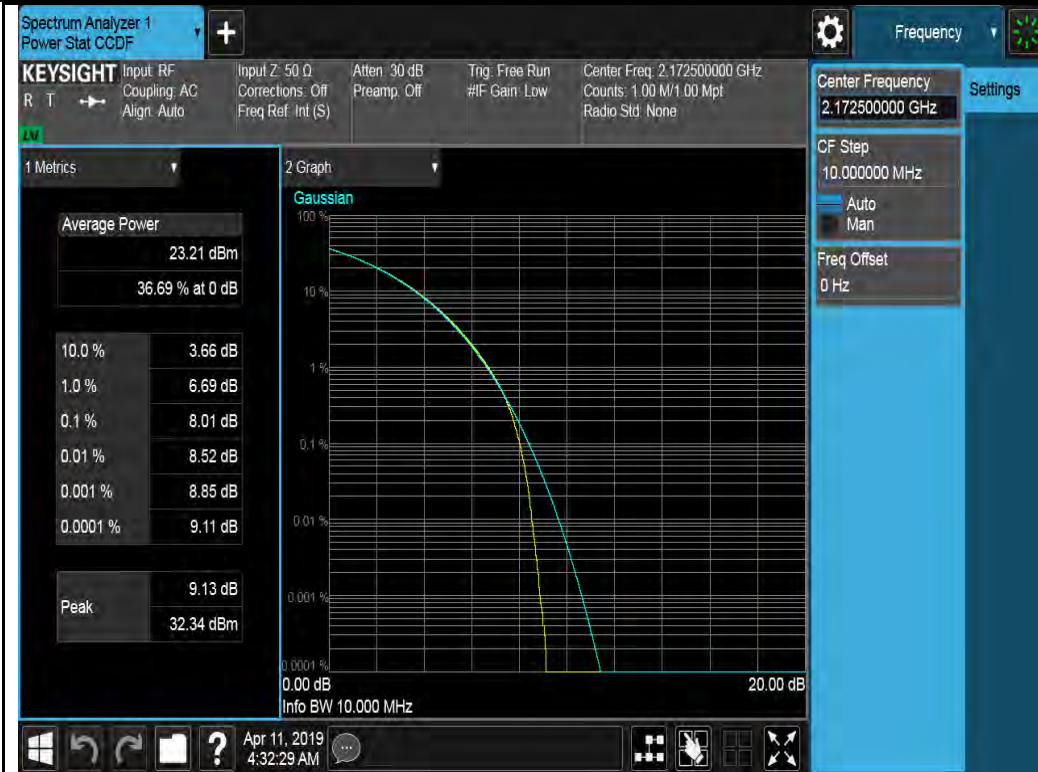 Spectrum Analyzer 1
Power Stat CCDF
+
Frequency
KEYSIGHT
R T
LNI
Input: RF
Coupling: AC
Align: Auto
Input Z: 50 Ω
Corrections: Off
Freq Ref: Int (S)
Atten: 30 dB
Preamp: Off
Trig: Free Run
#IF Gain: Low
Center Freq: 2.172500000 GHz
Counts: 1.00 M/1.00 Mpt
Radio Std: None
Center Frequency
2.172500000 GHz
Settings
CF Step
10.000000 MHz
Auto
Man
Freq Offset
0 Hz
1 Metrics
Average Power
23.21 dBm
36.69 % at 0 dB
10.0 % 3.66 dB
1.0 % 6.69 dB
0.1 % 8.01 dB
0.01 % 8.52 dB
0.001 % 8.85 dB
0.0001 % 9.11 dB
Peak
9.13 dB
32.34 dBm
2 Graph
Gaussian
100 %
10 %
1 %
0.1 %
0.01 %
0.001 %
0.0001 %
0.00 dB
20.00 dB
Info BW 10.000 MHz
?
Apr 11, 2019
4:32:29 AM